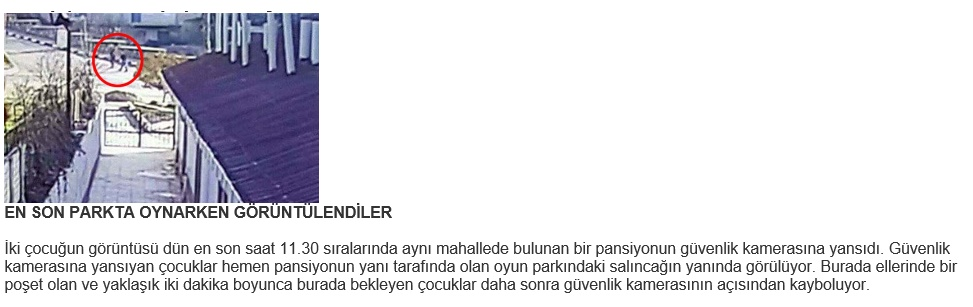 EN SON PARKTA OYNARKEN GÖRÜNTÜLENDİLER
İki çocuğun görüntüsü dün en son saat 11.30 sıralarında aynı mahallede bulunan bir pansiyonun güvenlik kamerasına yansıdı. Güvenlik
kamerasına yansıyan çocuklar hemen pansiyonun yanı tarafında olan oyun parkındaki salıncağın yanında görülüyor. Burada ellerinde bir
poşet olan ve yaklaşık iki dakika boyunca burada bekleyen çocuklar daha sonra güvenlik kamerasının açısından kayboluyor.